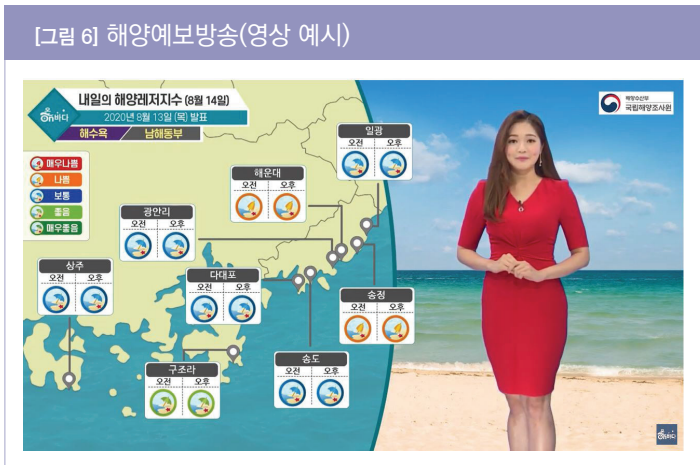 [그림 6] 해양예보방송(영상 예시)
내일의 해양레저지수 (8월 14일)
온바다
2020년 8월 13일 (목) 발표
해수욕 남해동부
해양수산부
국립해양조사원
매우나쁨
나쁨
보통
좋음
매우좋음
일광
오전 오후
해운대
오전 오후
광안리
오전 오후
상주
오전 오후
다대포
오전 오후
송정
오전 오후
구조라
오전 오후
송도
오전 오후
온바다